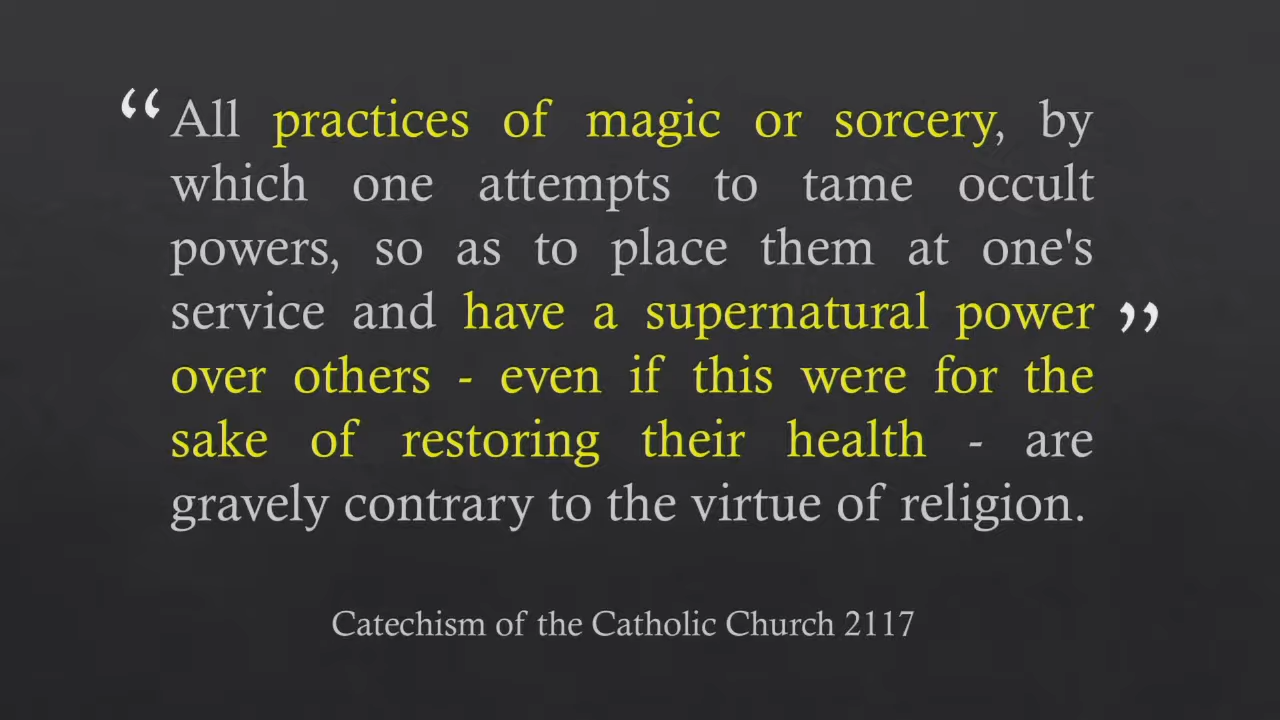 “All practices of magic or sorcery, by
which one attempts to tame occult
powers, so as to place them at one's
service and have a supernatural power”
over others - even if this were for the
sake of restoring their health - are
gravely contrary to the virtue of religion.
Catechism of the Catholic Church 2117